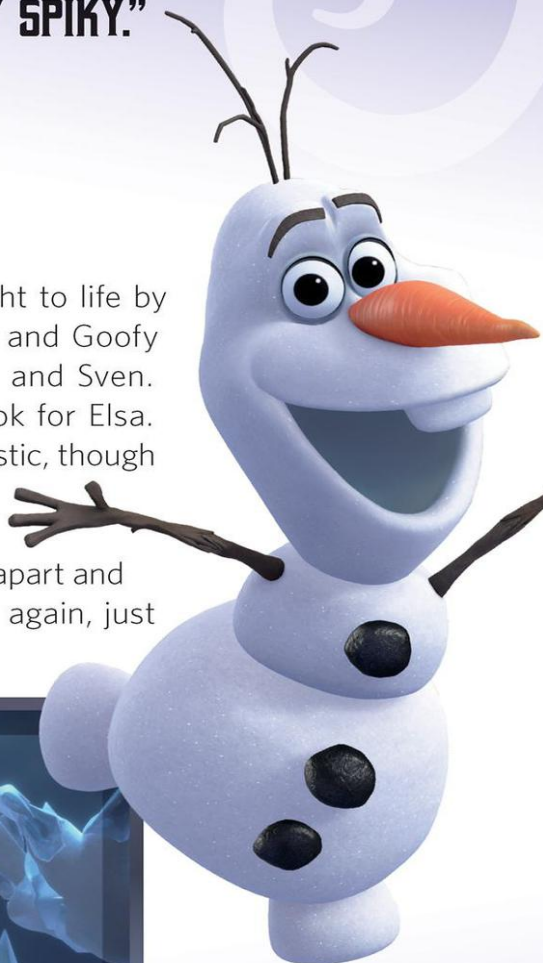 SPIKY.”
ht to life by
and Goofy
and Sven.
ok for Elsa.
stic, though
apart and
again, just